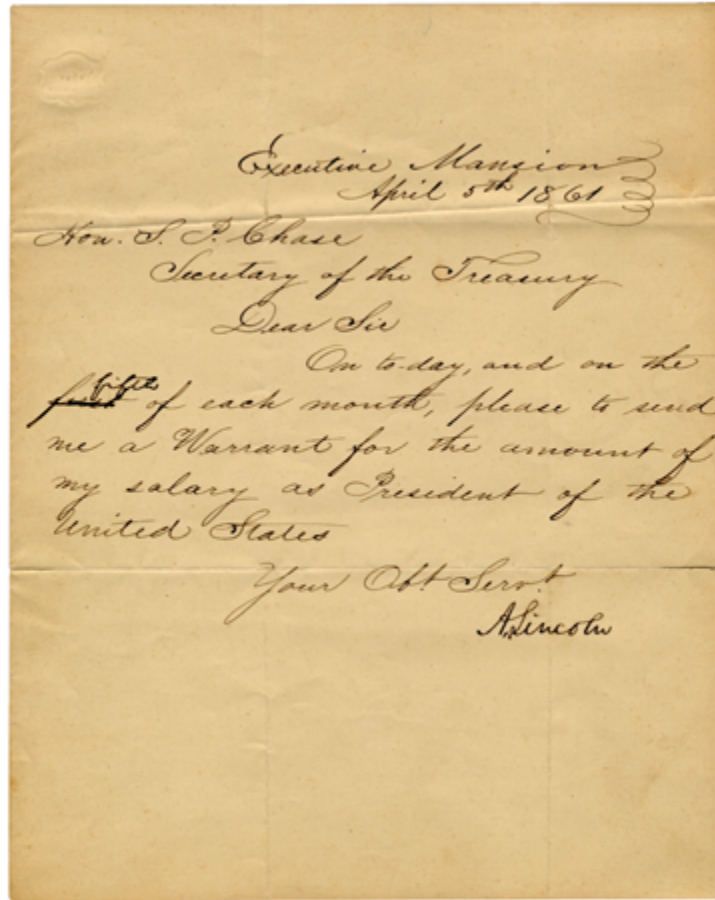 Executive Mansion
April 5th 1861
Hon. S. P. Chase
Secretary of the Treasury
Dear Sir
On to-day, and on the
fifth
first of each month, please to send
me a Warrant for the amount of
my salary as President of the
United States
Your Obt. Servt.
A. Lincoln